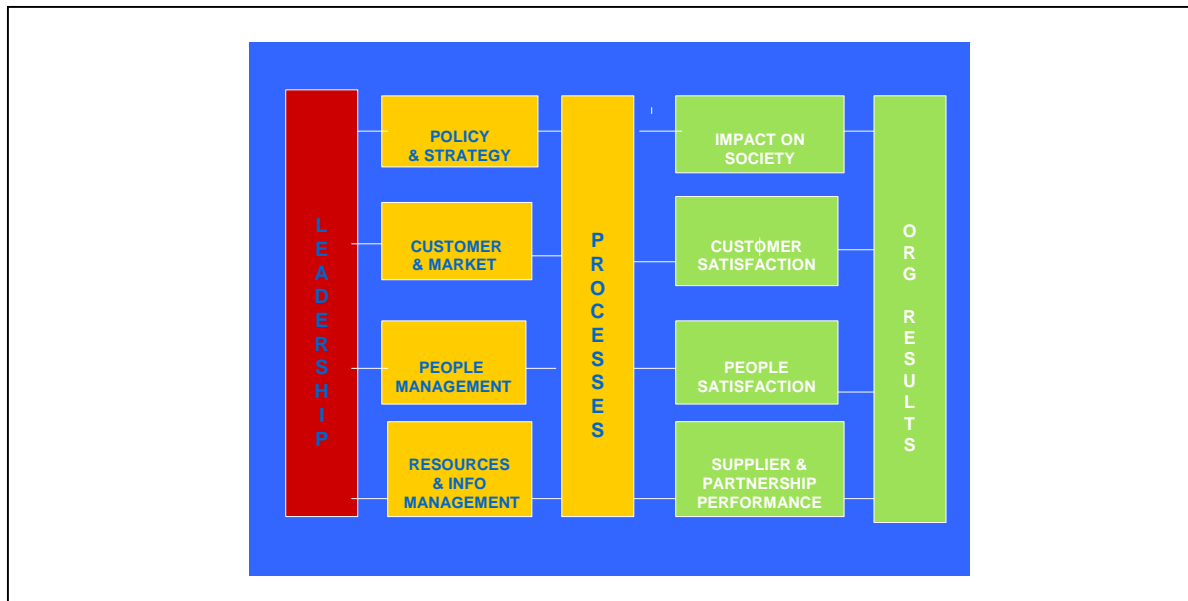 LEADERSHIP
POLICY
& STRATEGY
CUSTOMER
& MARKET
PEOPLE
MANAGEMENT
RESOURCES
& INFO
MANAGEMENT
PROCESSES
IMPACT ON
SOCIETY
CUSTOMER
SATISFACTION
PEOPLE
SATISFACTION
SUPPLIER &
PARTNERSHIP
PERFORMANCE
ORG RESULTS